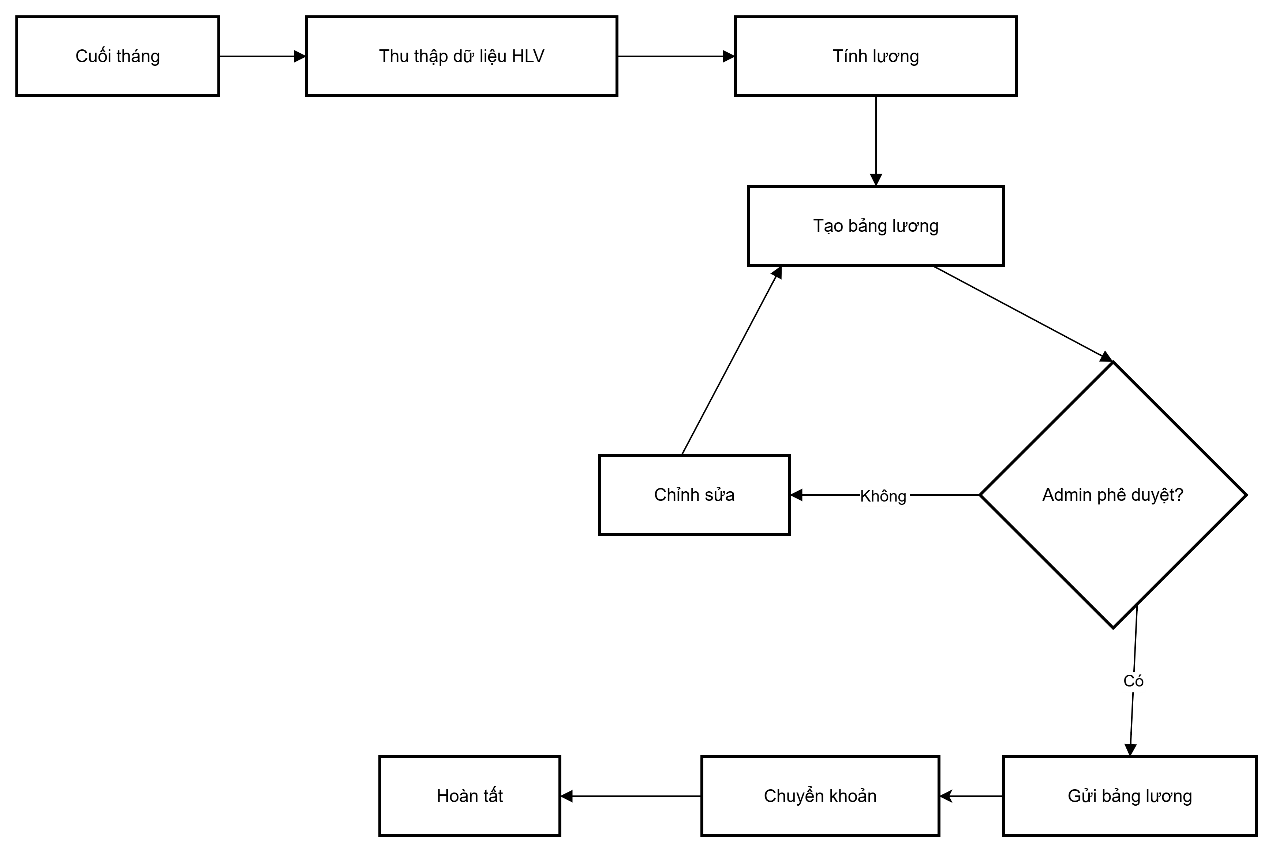 Cuối tháng
Thu thập dữ liệu HLV
Tính lương
Tạo bảng lương
Admin phê duyệt?
Không
Chỉnh sửa
Có
Gửi bảng lương
Chuyển khoản
Hoàn tất